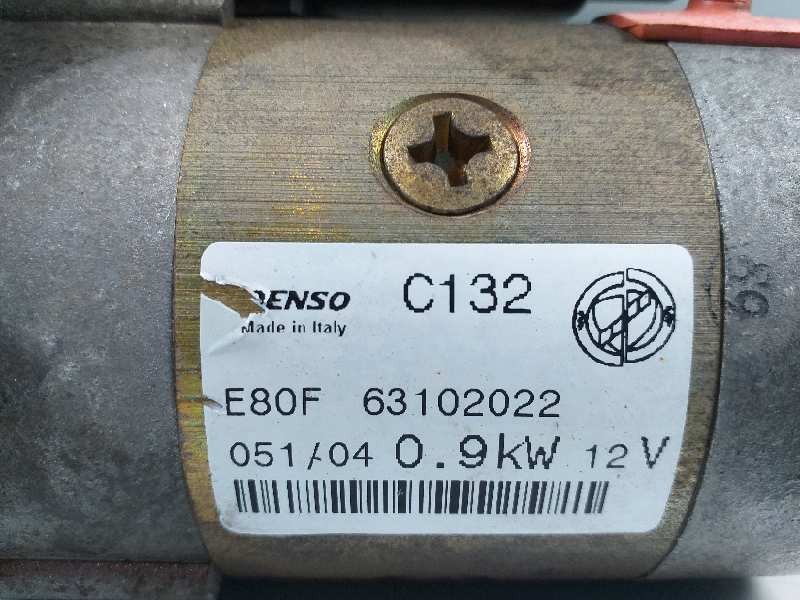 DENSO C132
Made in Italy
E80F 63102022
051/04 0.9kW 12V